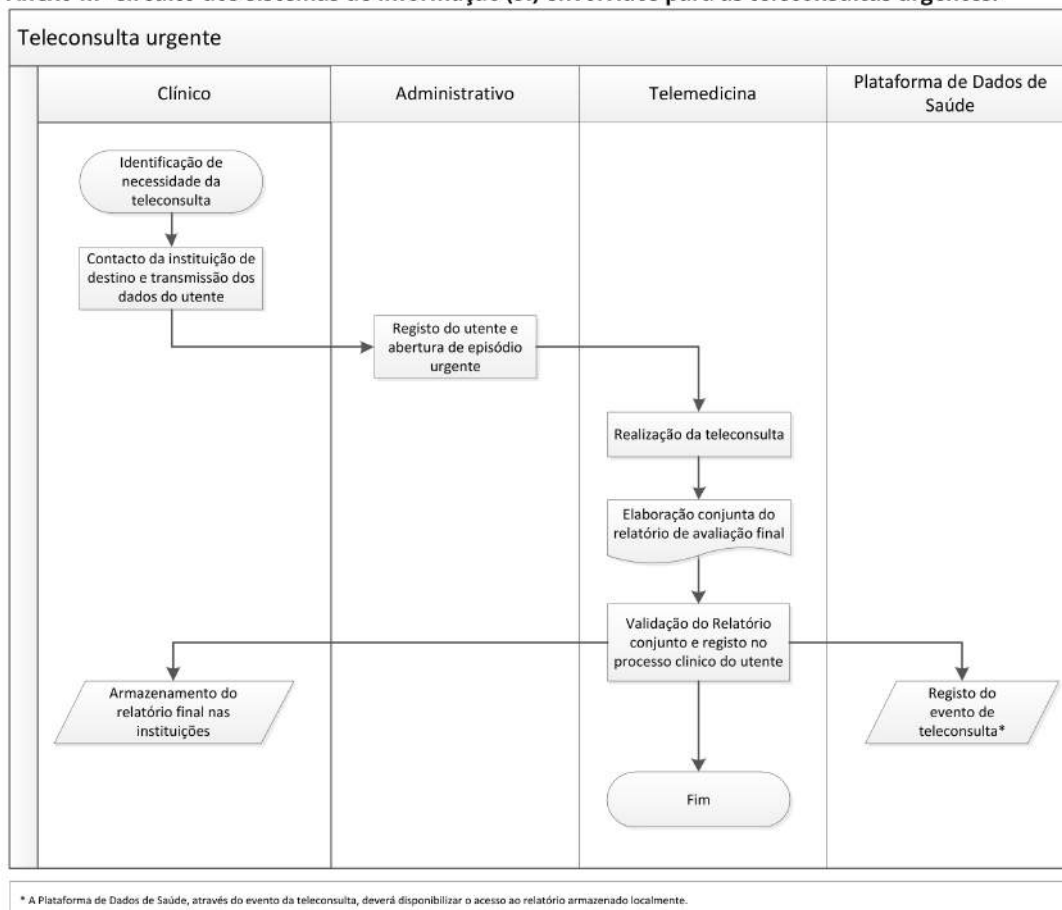 Teleconsulta urgente
Clínico
Administrativo
Telemedicina
Plataforma de Dados de
Saúde
Identificação de
necessidade da
teleconsulta
Contacto da instituição de
destino e transmissão dos
dados do utente
Registo do utente e
abertura de episódio
urgente
Realização da teleconsulta
Elaboração conjunta do
relatório de avaliação final
Validação do Relatório
conjunto e registo no
processo clinico do utente
Armazenamento do
relatório final nas
instituições
Registo do
evento de
teleconsulta*
Fim
* A Plataforma de Dados de Saúde, através do evento da teleconsulta, deverá disponibilizar o acesso ao relatório armazenado localmente.